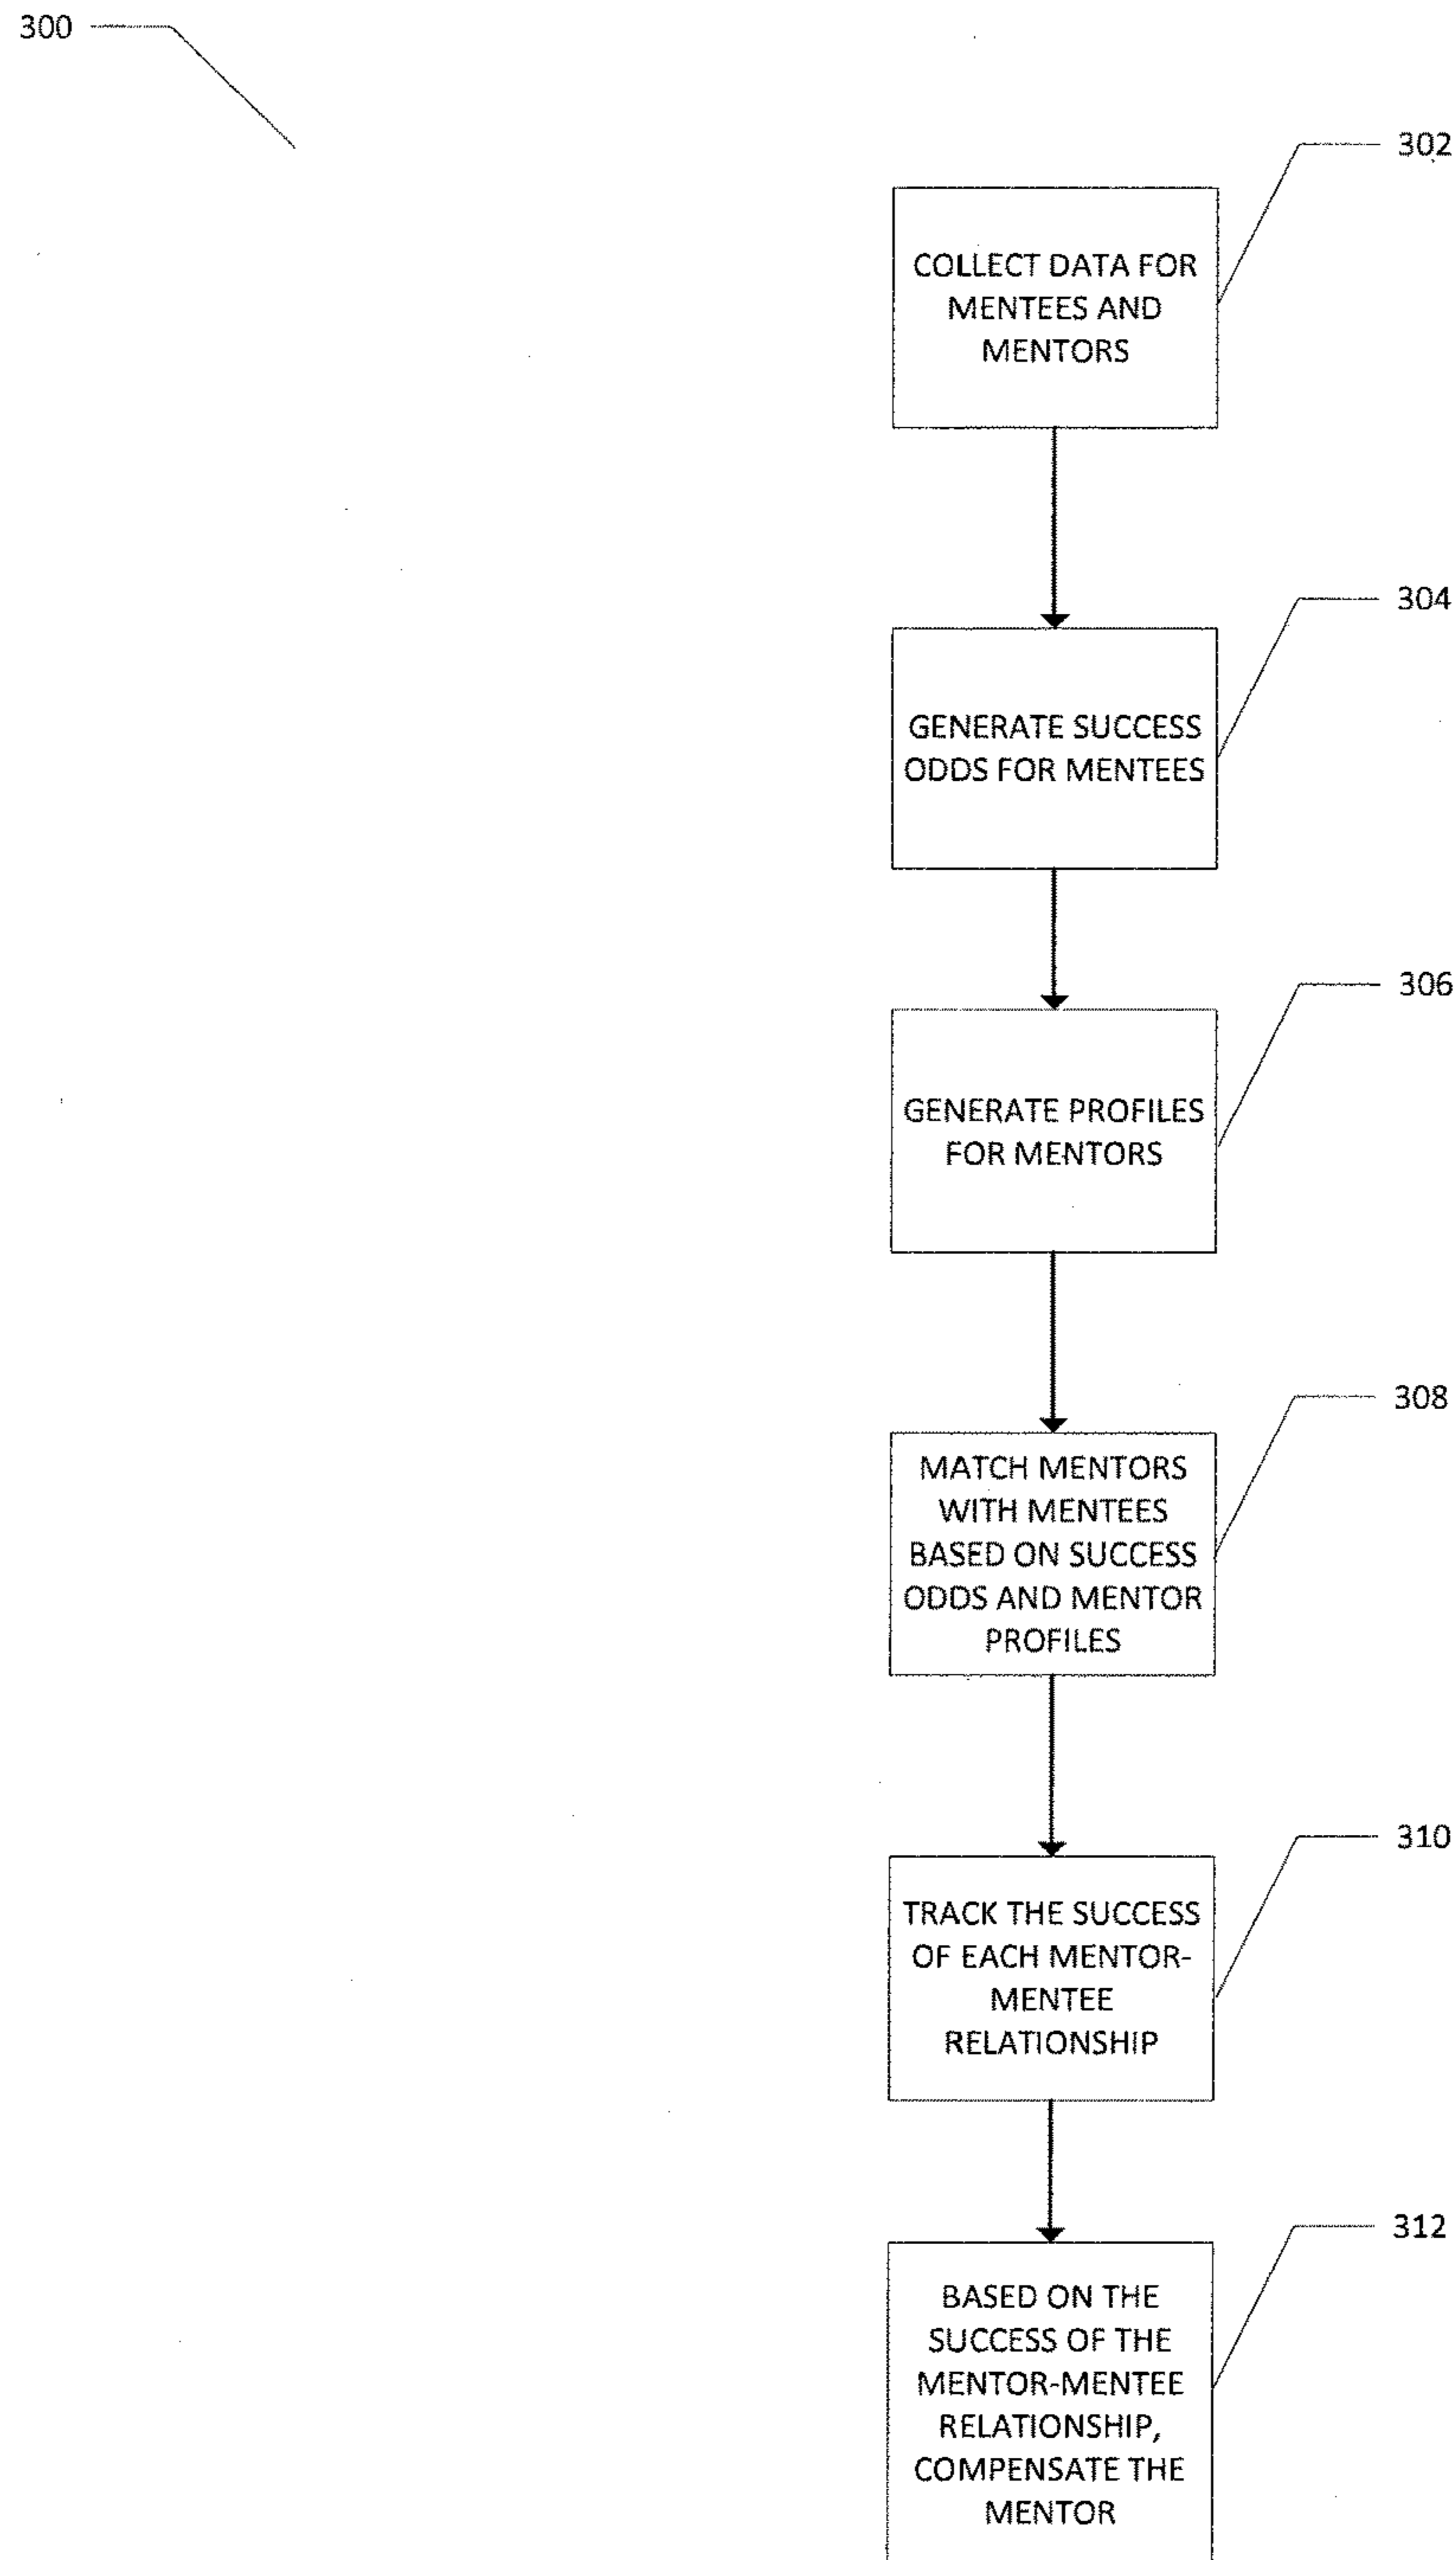 300
302
COLLECT DATA FOR
MENTEES AND
MENTORS
304
GENERATE SUCCESS
ODDS FOR MENTEES
306
GENERATE PROFILES
FOR MENTORS
308
MATCH MENTORS
WITH MENTEES
BASED ON SUCCESS
ODDS AND MENTOR
PROFILES
310
TRACK THE SUCCESS
OF EACH MENTOR-
MENTEE
RELATIONSHIP
312
BASED ON THE
SUCCESS OF THE
MENTOR-MENTEE
RELATIONSHIP,
COMPENSATE THE
MENTOR